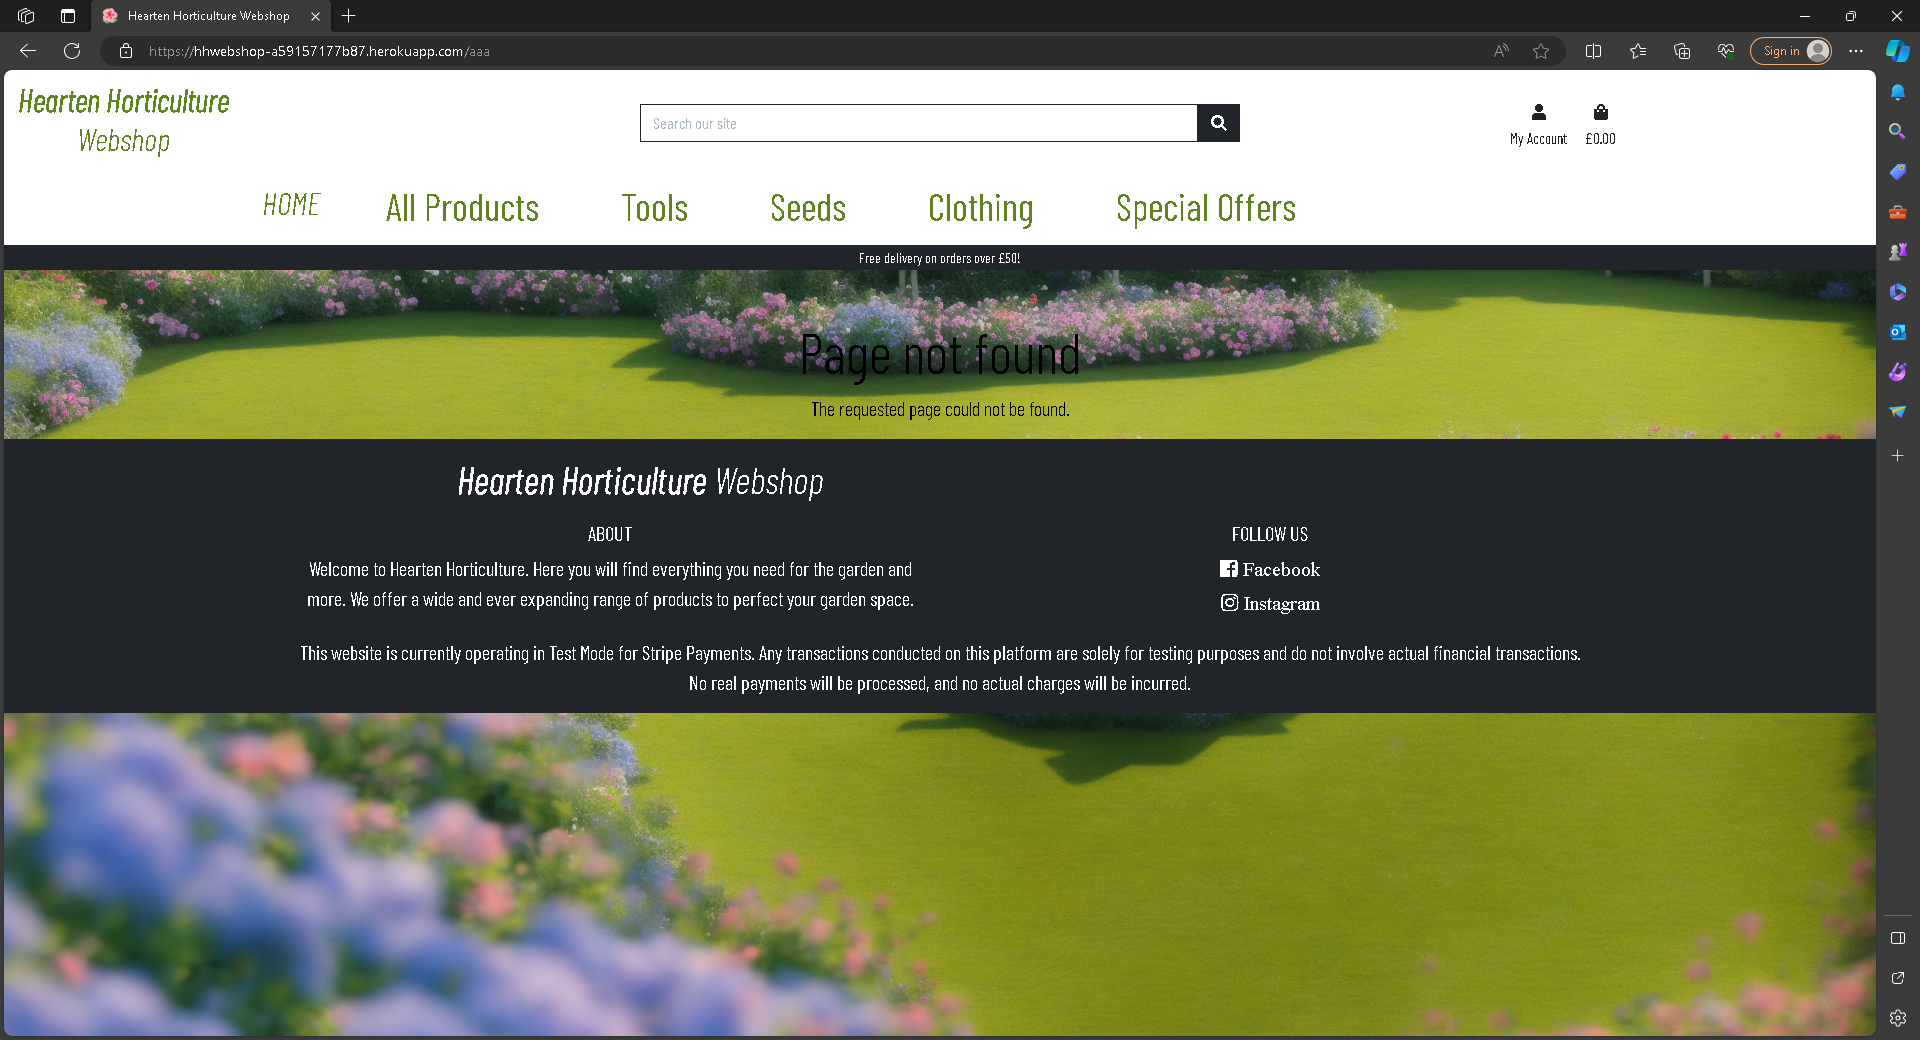 Hearten Horticulture Webshop
https://hhwebshop-a59157177b87.herokuapp.com/aaa
Sign in
Hearten Horticulture
Webshop
Search our site
My Account
£0.00
HOME
All Products
Tools
Seeds
Clothing
Special Offers
Free delivery on orders over £50!
Page not found
The requested page could not be found.
Hearten Horticulture Webshop
ABOUT
Welcome to Hearten Horticulture. Here you will find everything you need for the garden and
more. We offer a wide and ever expanding range of products to perfect your garden space.
FOLLOW US
Facebook
Instagram
This website is currently operating in Test Mode for Stripe Payments. Any transactions conducted on this platform are solely for testing purposes and do not involve actual financial transactions.
No real payments will be processed, and no actual charges will be incurred.